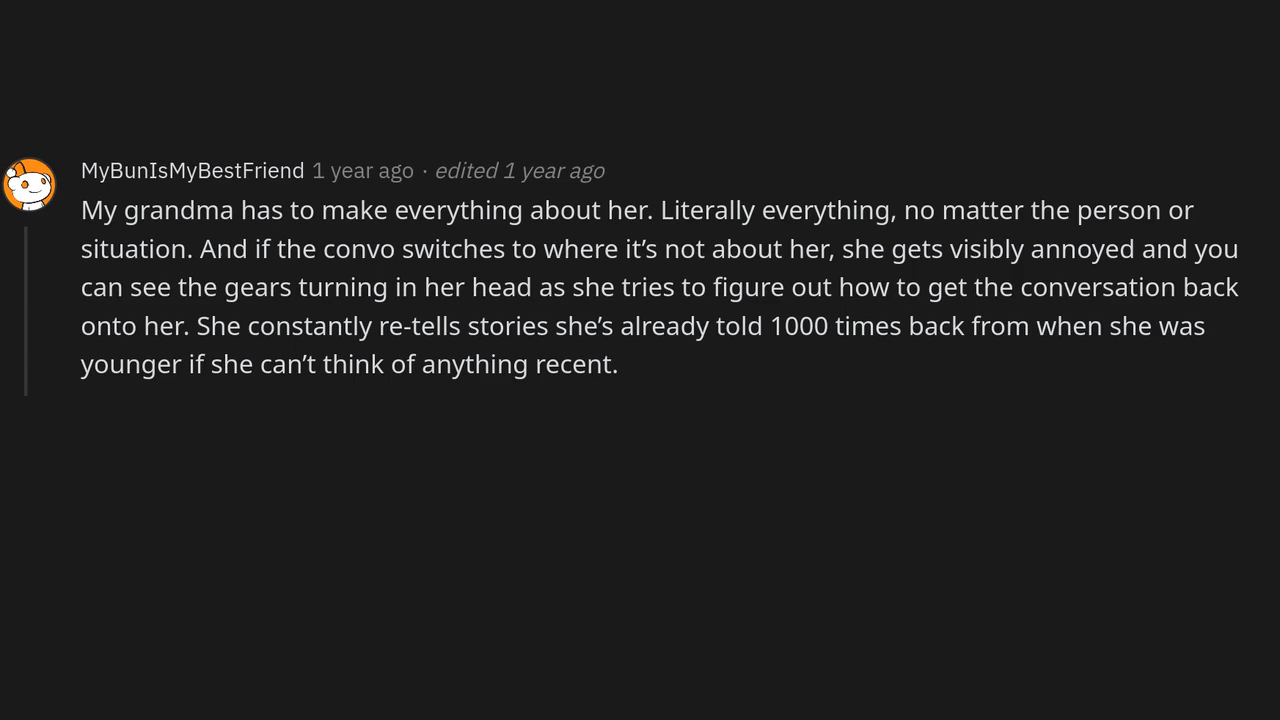 MyBunIsMyBestFriend 1 year ago · edited 1 year ago
My grandma has to make everything about her. Literally everything, no matter the person or
situation. And if the convo switches to where it’s not about her, she gets visibly annoyed and you
can see the gears turning in her head as she tries to figure out how to get the conversation back
onto her. She constantly re-tells stories she’s already told 1000 times back from when she was
younger if she can’t think of anything recent.